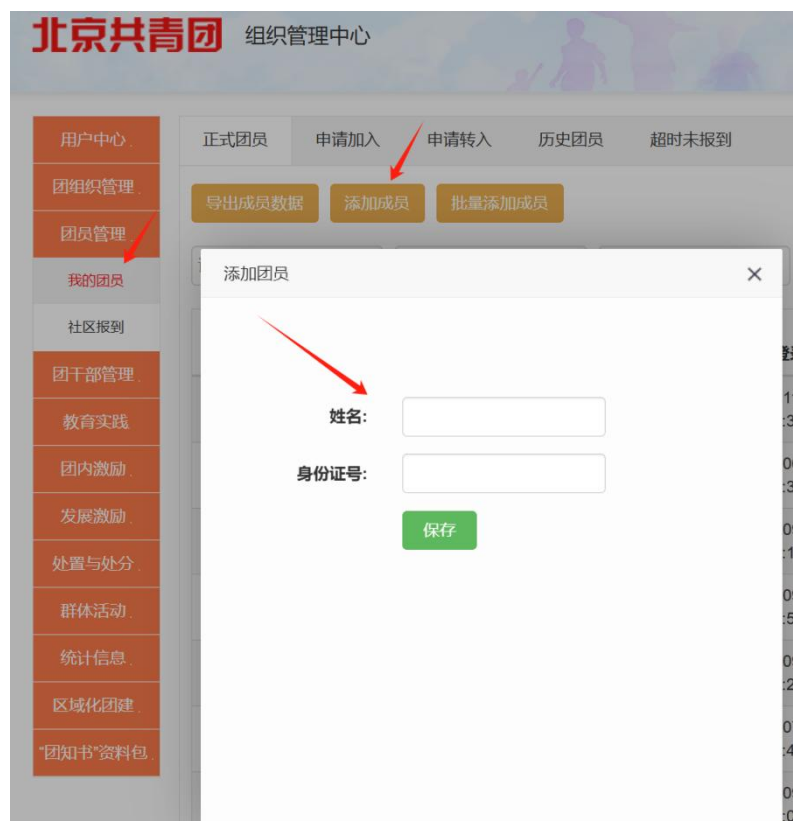 北京共青团 组织管理中心
用户中心
团组织管理
团员管理
我的团员
社区报到
团干部管理
教育实践
团内激励
发展激励
处置与处分
群体活动
统计信息
区域化团建
"团知书"资料包
正式团员 申请加入 申请转入 历史团员 超时未报到
导出成员数据 添加成员 批量添加成员
添加团员 ×
姓名:
身份证号:
保存